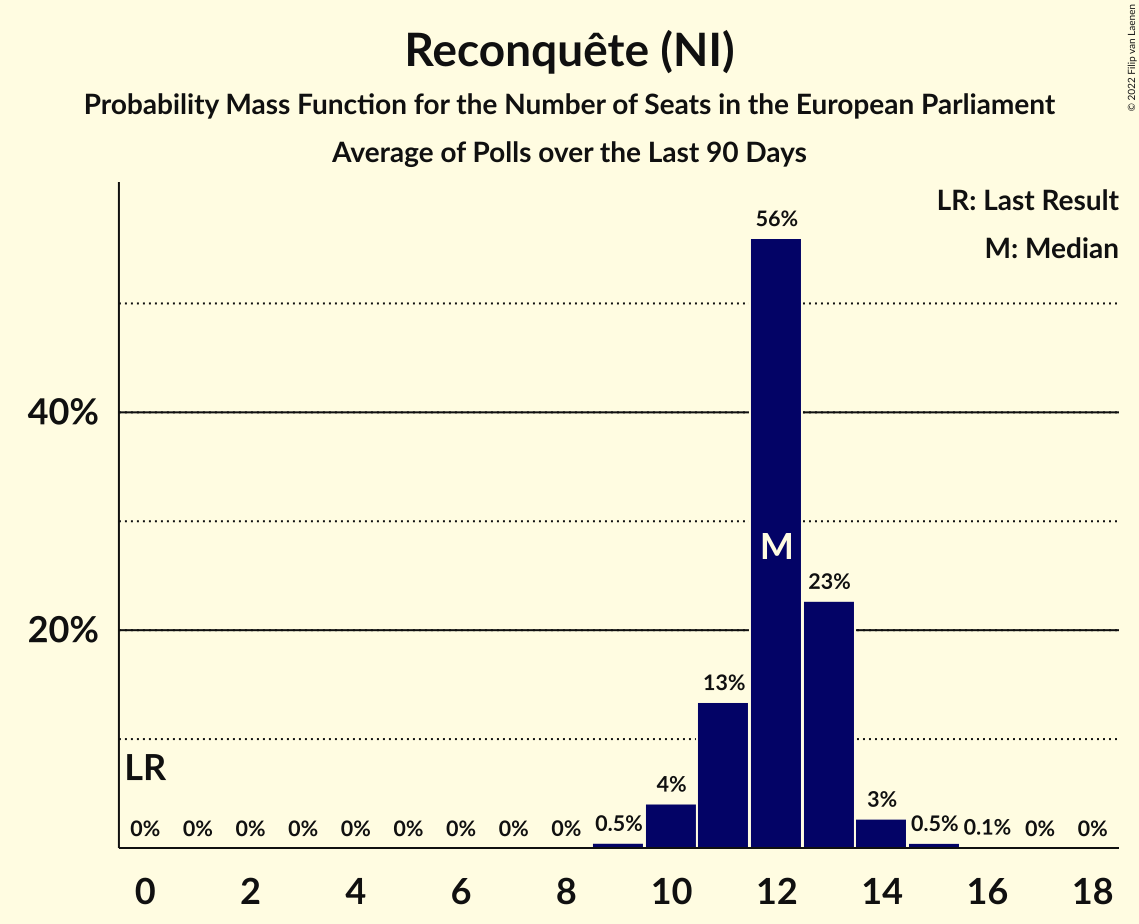 Reconquête (NI)
Probability Mass Function for the Number of Seats in the European Parliament
Average of Polls over the Last 90 Days
© 2022 Filip van Laenen
LR: Last Result
M: Median
56%
40%
M
23%
20%
13%
LR
4%
3%
0% 0% 0% 0% 0% 0% 0% 0% 0% 0.5% 0.5% 0.1% 0% 0%
0 2 4 6 8 10 12 14 16 18